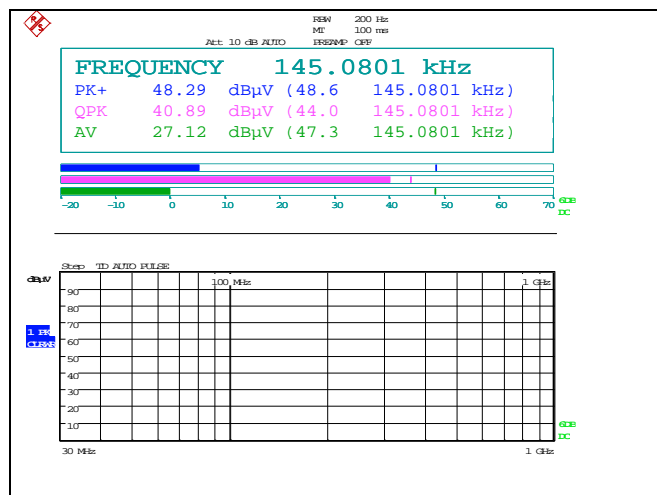 RBW 200 Hz
MT 100 ms
Att 10 dB AUTO PREAMP OFF
FREQUENCY 145.0801 kHz
PK+ 48.29 dBµV (48.6 145.0801 kHz)
QPK 40.89 dBµV (44.0 145.0801 kHz)
AV 27.12 dBµV (47.3 145.0801 kHz)
-20 -10 0 10 20 30 40 50 60 70
6DB
DC
Step TD AUTO PULSE
dBµV 100 MHz 1 GHz
90
80
70
1 PK
CLRWR
60
50
40
30
20
10
6DB
DC
30 MHz 1 GHz